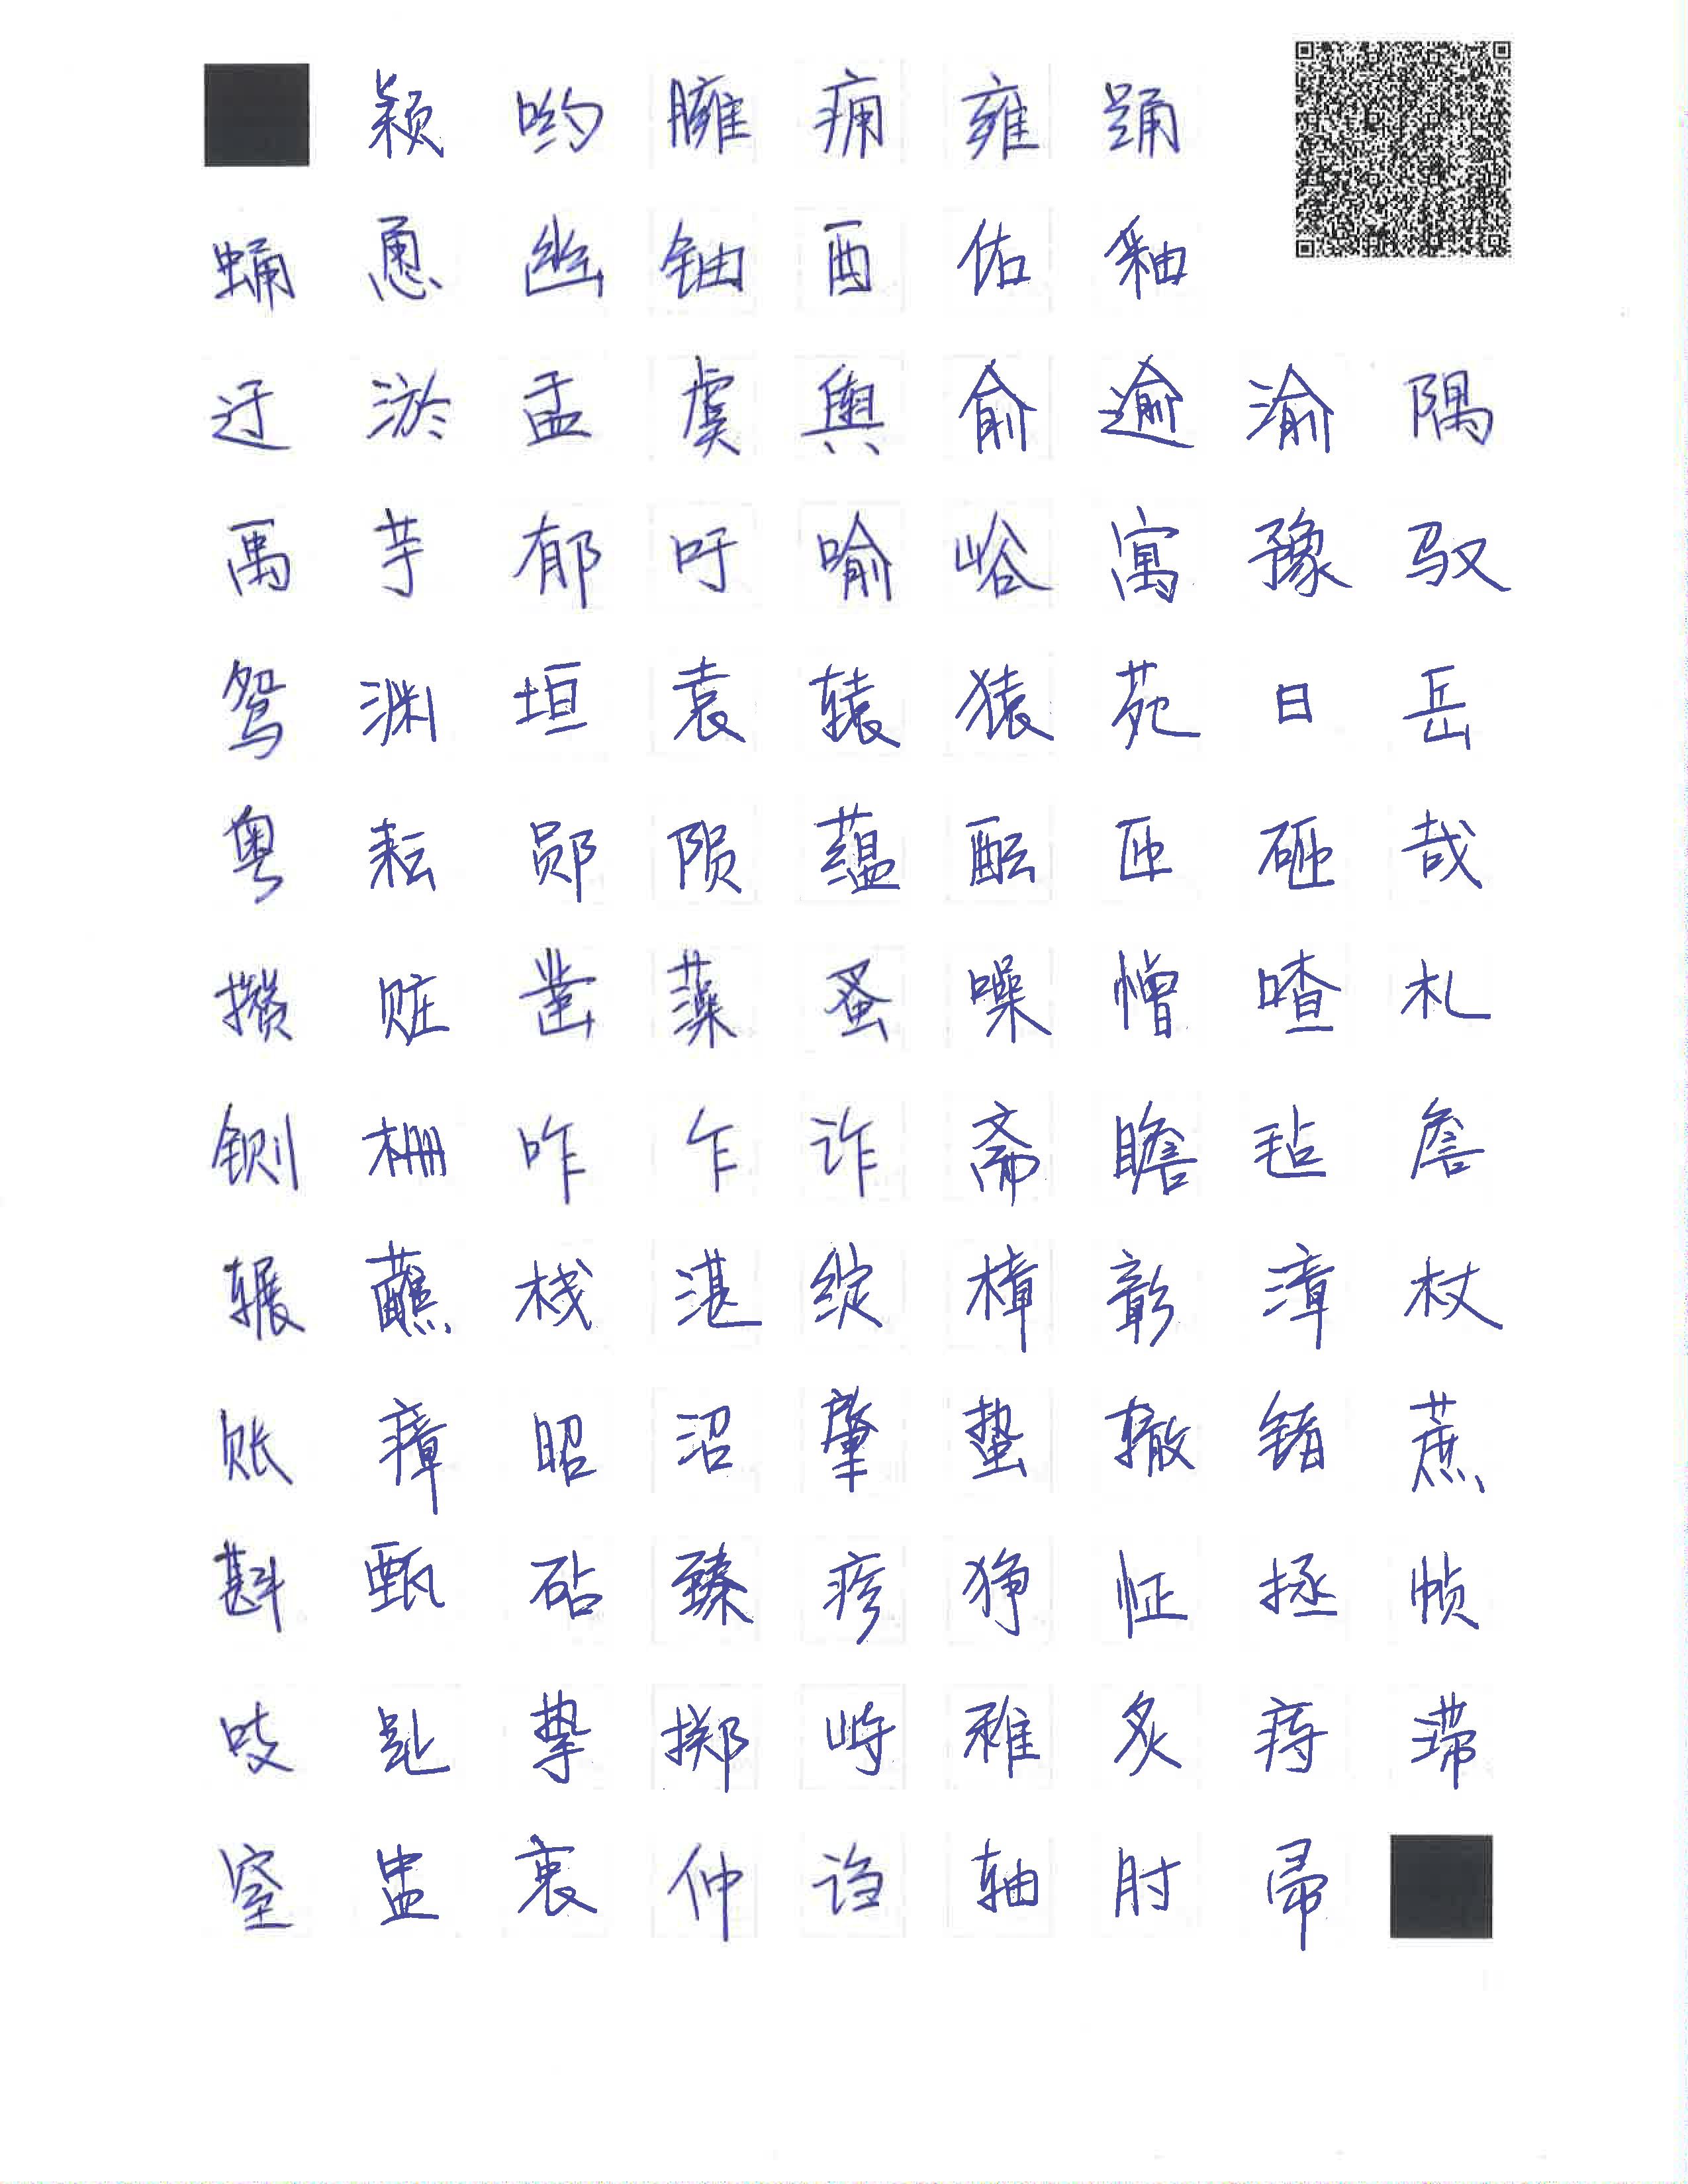 颖 哟 臃 痈 雍 踊
蛹 恿 幽 铀 酉 佑 釉
迂 淤 盂 虞 舆 俞 逾 渝 隅
禹 芋 郁 吁 喻 峪 寓 豫 驭
鸳 渊 垣 袁 辕 猿 苑 曰 岳
粤 耘 郧 陨 蕴 酝 匝 砸 哉
攒 赃 凿 藻 蚤 噪 憎 喳 札
铡 栅 咋 乍 诈 斋 瞻 毡 詹
辗 蘸 栈 湛 绽 樟 彰 漳 杖
账 瘴 昭 沼 肇 蛰 辙 锗 蔗
斟 甄 砧 臻 疹 狰 怔 拯 帧
吱 趾 挚 掷 峙 稚 炙 痔 滞
窒 盅 衷 仲 诌 轴 肘 帚